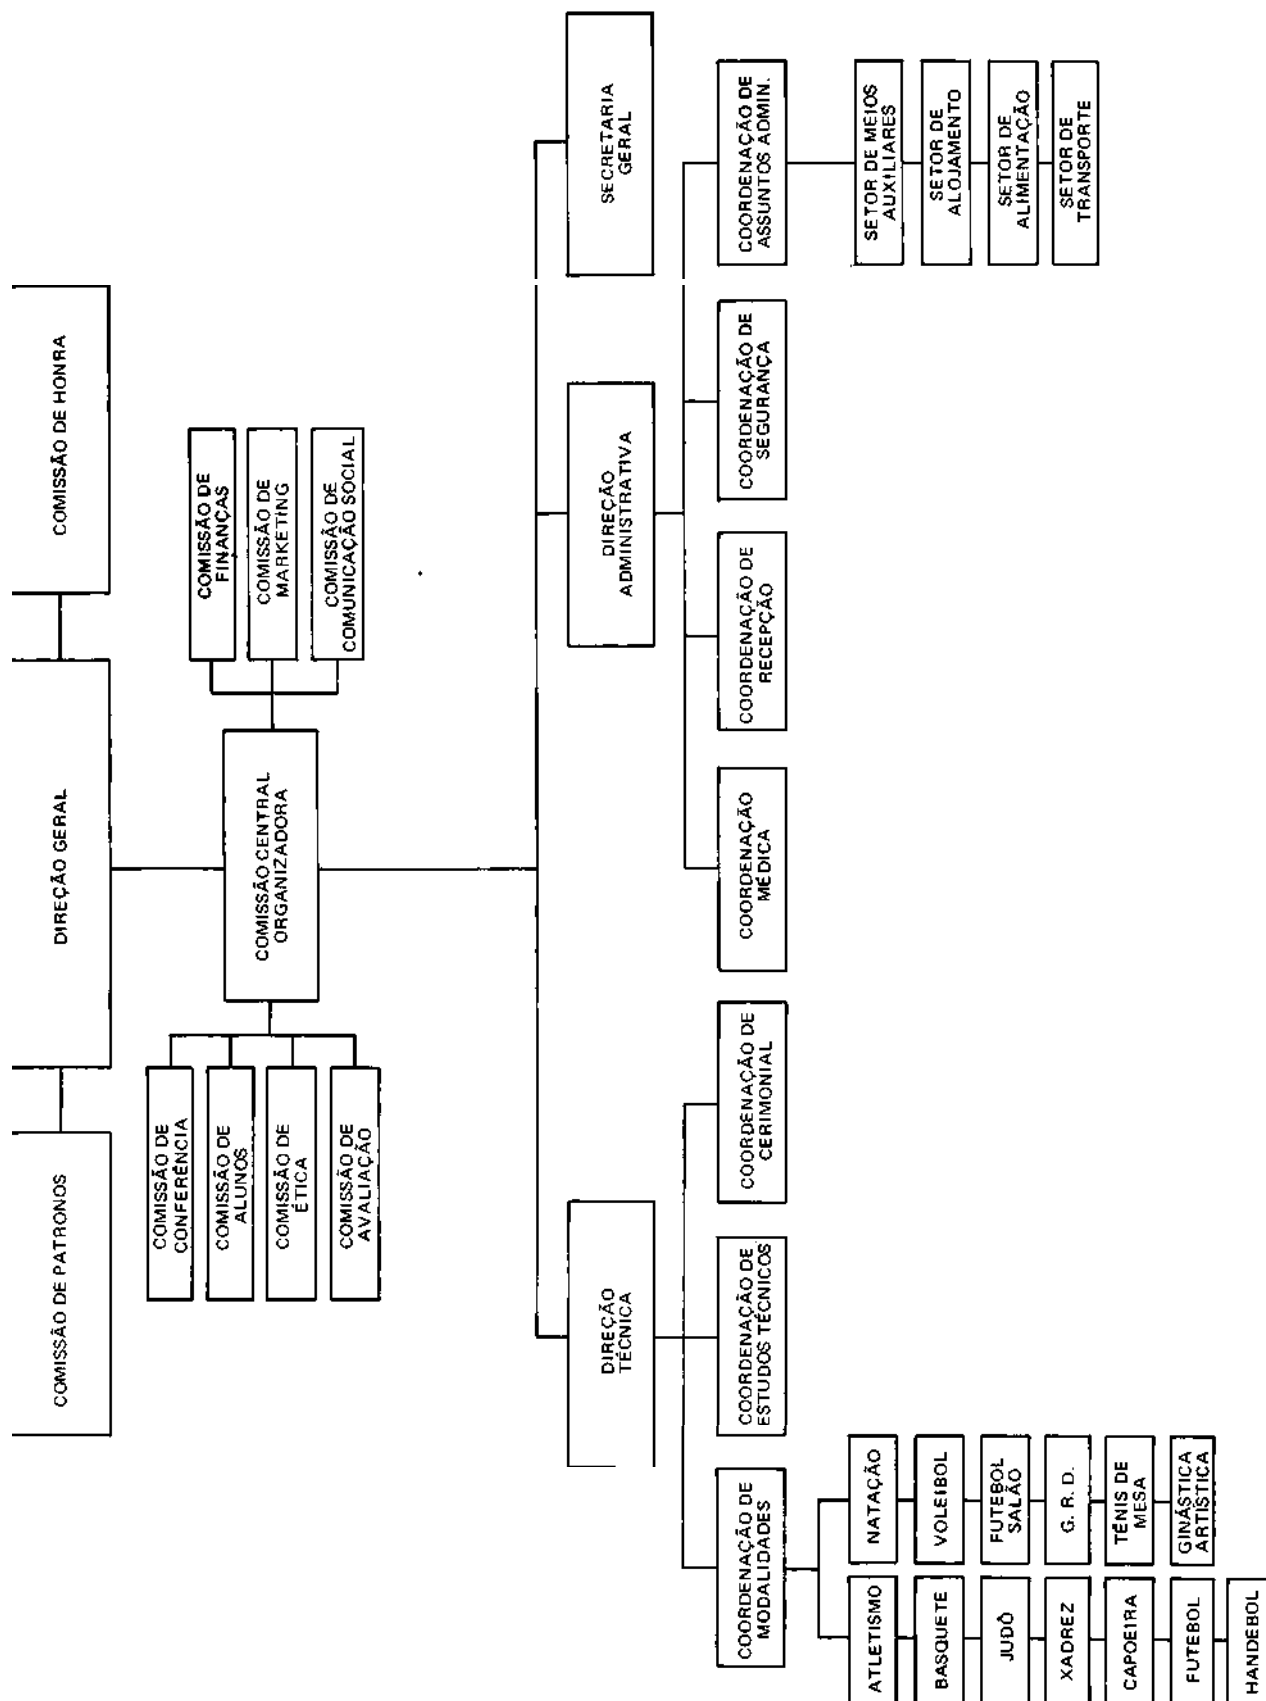 COMISSÃO DE PATRONOS
DIREÇÃO GERAL
COMISSÃO DE HONRA
COMISSÃO DE
CONFERÊNCIA
COMISSÃO DE
ALUNOS
COMISSÃO DE
ÉTICA
COMISSÃO DE
AVALIAÇÃO
COMISSÃO CENTRAL
ORGANIZADORA
COMISSÃO DE
FINANÇAS
COMISSÃO DE
MARKETING
COMISSÃO DE
COMUNICAÇÃO SOCIAL
DIREÇÃO
TÉCNICA
DIREÇÃO
ADMINISTRATIVA
SECRETARIA
GERAL
COORDENAÇÃO DE
MODALIDADES
COORDENAÇÃO DE
ESTUDOS TÉCNICOS
COORDENAÇÃO DE
CERIMONIAL
COORDENAÇÃO
MÉDICA
COORDENAÇÃO DE
RECEPÇÃO
COORDENAÇÃO DE
SEGURANÇA
COORDENAÇÃO DE
ASSUNTOS ADMIN.
ATLETISMO
BASQUETE
JUDÔ
XADREZ
CAPOEIRA
FUTEBOL
HANDEBOL
NATAÇÃO
VOLEIBOL
FUTEBOL
SALÃO
G. R. D.
TÊNIS DE
MESA
GINÁSTICA
ARTÍSTICA
SETOR DE MEIOS
AUXILIARES
SETOR DE
ALOJAMENTO
SETOR DE
ALIMENTAÇÃO
SETOR DE
TRANSPORTE